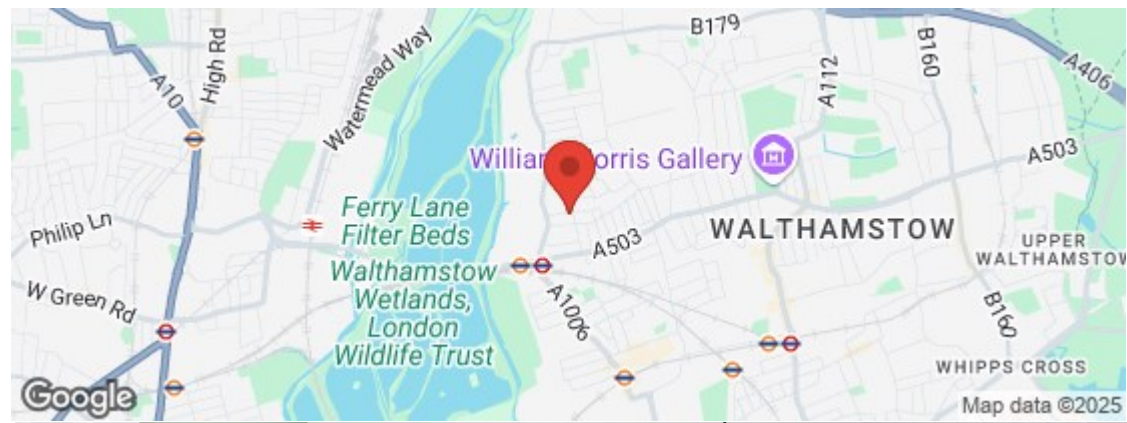 B179
High Rd
A10
Watermead Way
A112
B160
A406
William Morris Gallery
A503
Ferry Lane
Filter Beds
Philip Ln
A503
WALTHAMSTOW
UPPER
WALTHAMSTOW
Walthamstow
Wetlands,
London
Wildlife Trust
W Green Rd
A1006
B160
WHIPPS CROSS
Google
Map data ©2025